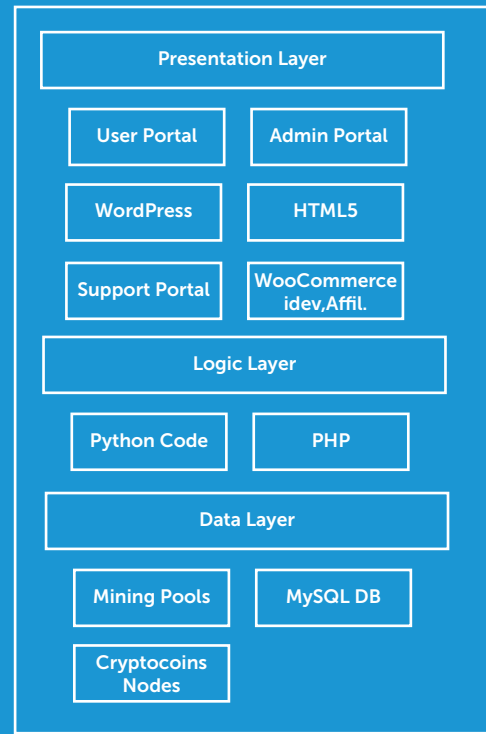 Presentation Layer
User Portal
Admin Portal
WordPress
HTML5
Support Portal
WooCommerce
idev,Affil.
Logic Layer
Python Code
PHP
Data Layer
Mining Pools
MySQL DB
Cryptocoins
Nodes